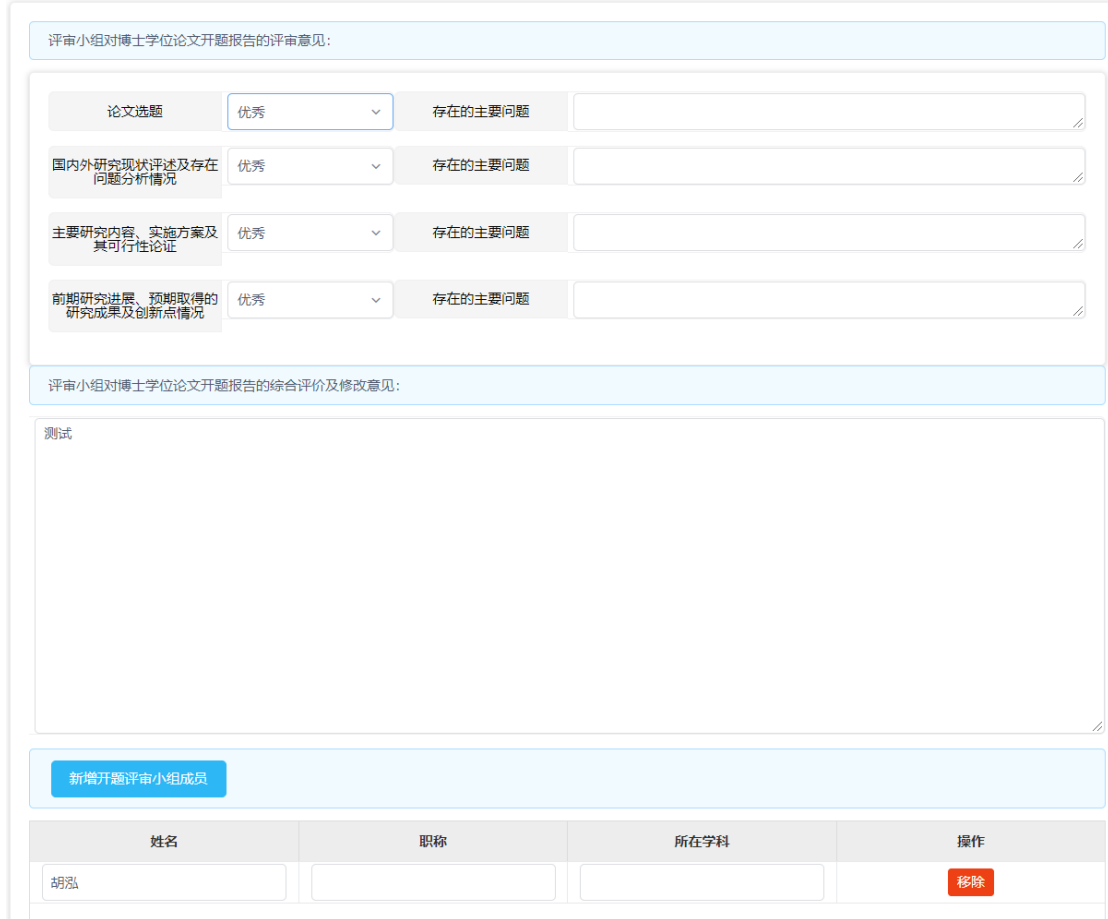 评审小组对博士学位论文开题报告的评审意见：
论文选题 优秀 存在的主要问题
国内外研究现状评述及存在 优秀 存在的主要问题
问题分析情况
主要研究内容、实施方案及 优秀 存在的主要问题
其可行性论证
前期研究进展、预期取得的 优秀 存在的主要问题
研究成果及创新点情况
评审小组对博士学位论文开题报告的综合评价及修改意见：
测试
新增开题评审小组成员
姓名 职称 所在学科 操作
胡泓 移除